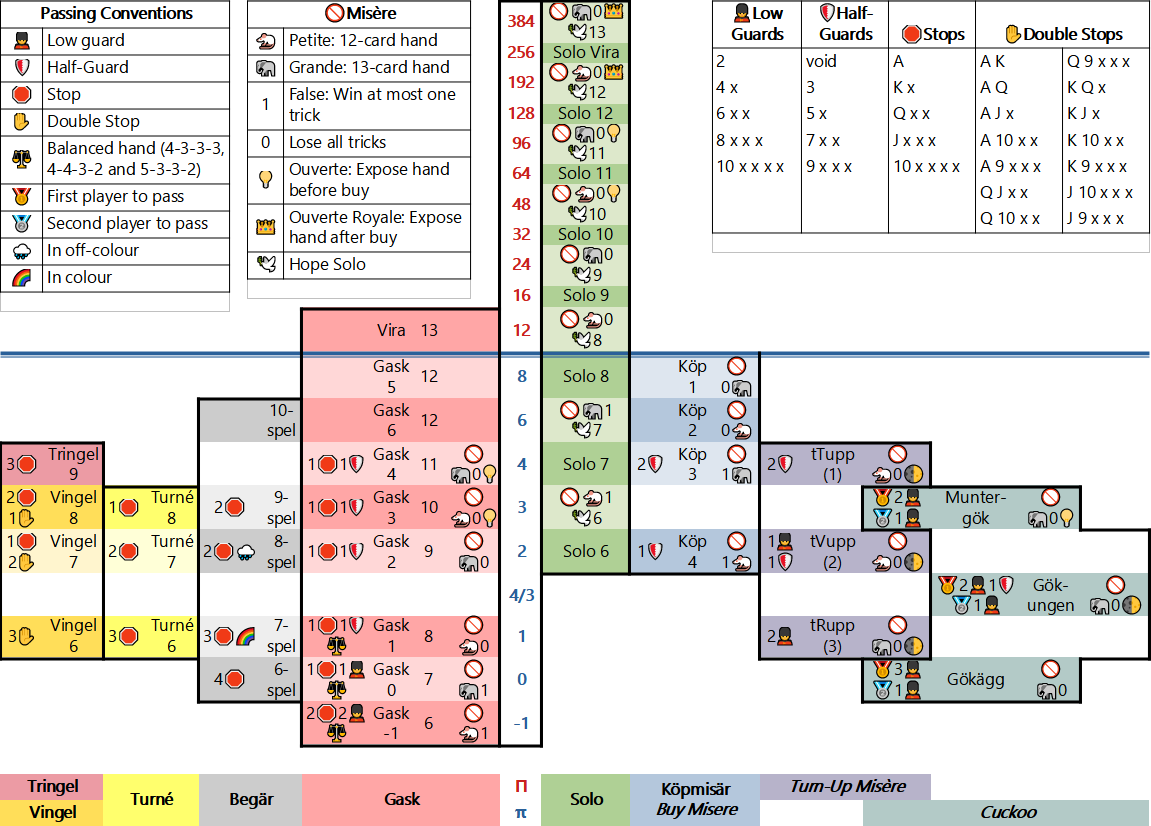 Passing Conventions
Low guard
Half-Guard
Stop
Double Stop
Balanced hand (4-3-3-3,
4-4-3-2 and 5-3-3-2)
First player to pass
Second player to pass
In off-colour
In colour
Misère
Petite: 12-card hand
Grande: 13-card hand
1 False: Win at most one
trick
0 Lose all tricks
Ouverte: Expose hand
before buy
Ouverte Royale: Expose
hand after buy
Hope Solo
Low
Guards
Half-
Guards
Stops
Double Stops
2 void A A K Q 9 x x x
4 x 3 K x A Q K Q x
6 x x 5 x Q x x A J x K J x
8 x x x 7 x x J x x x A 10 x x K 10 x x
10 x x x x 9 x x x 10 x x x x A 9 x x x K 9 x x x
Q J x x J 10 x x x
Q 10 x x J 9 x x x
384 0
13
256 Solo Vira
192 0
12
128 Solo 12
96 0
11
64 Solo 11
48 0
10
32 Solo 10
24 0
9
16 Solo 9
Vira 13 12 0
8
Gask
5 12 8 Solo 8 Köp
1 0
10-
spel
Gask
6 12 6 1
7
Köp
2 0
3 Tringel
9
1 1 Gask
4 11 0
4 Solo 7 2 Köp
3 1
2 tTupp
(1) 0
2
1 Vingel
8
1 Turné
8
2 9-
spel
1 1 Gask
3 10 0
3 1
6
2
1 Munter-
gök 0
1
2 Vingel
7
2 Turné
7
2 8-
spel
1 1 Gask
2 9 0
2 Solo 6 1 Köp
4 1
1
1 tVupp
(2) 0
4/3
2 1
1 Gök-
ungen 0
3 Vingel
6
3 Turné
6
3 7-
spel
1 1 Gask
1 8 0
1
2 tRupp
(3) 0
4 6-
spel
1 1 Gask
0 7 1
0
3
1 Gökägg 0
2 2 Gask
-1 6 1
-1
Tringel
Vingel
Turné
Begär
Gask
Π
π
Solo
Köpmisär
Buy Misere
Turn-Up Misère
Cuckoo